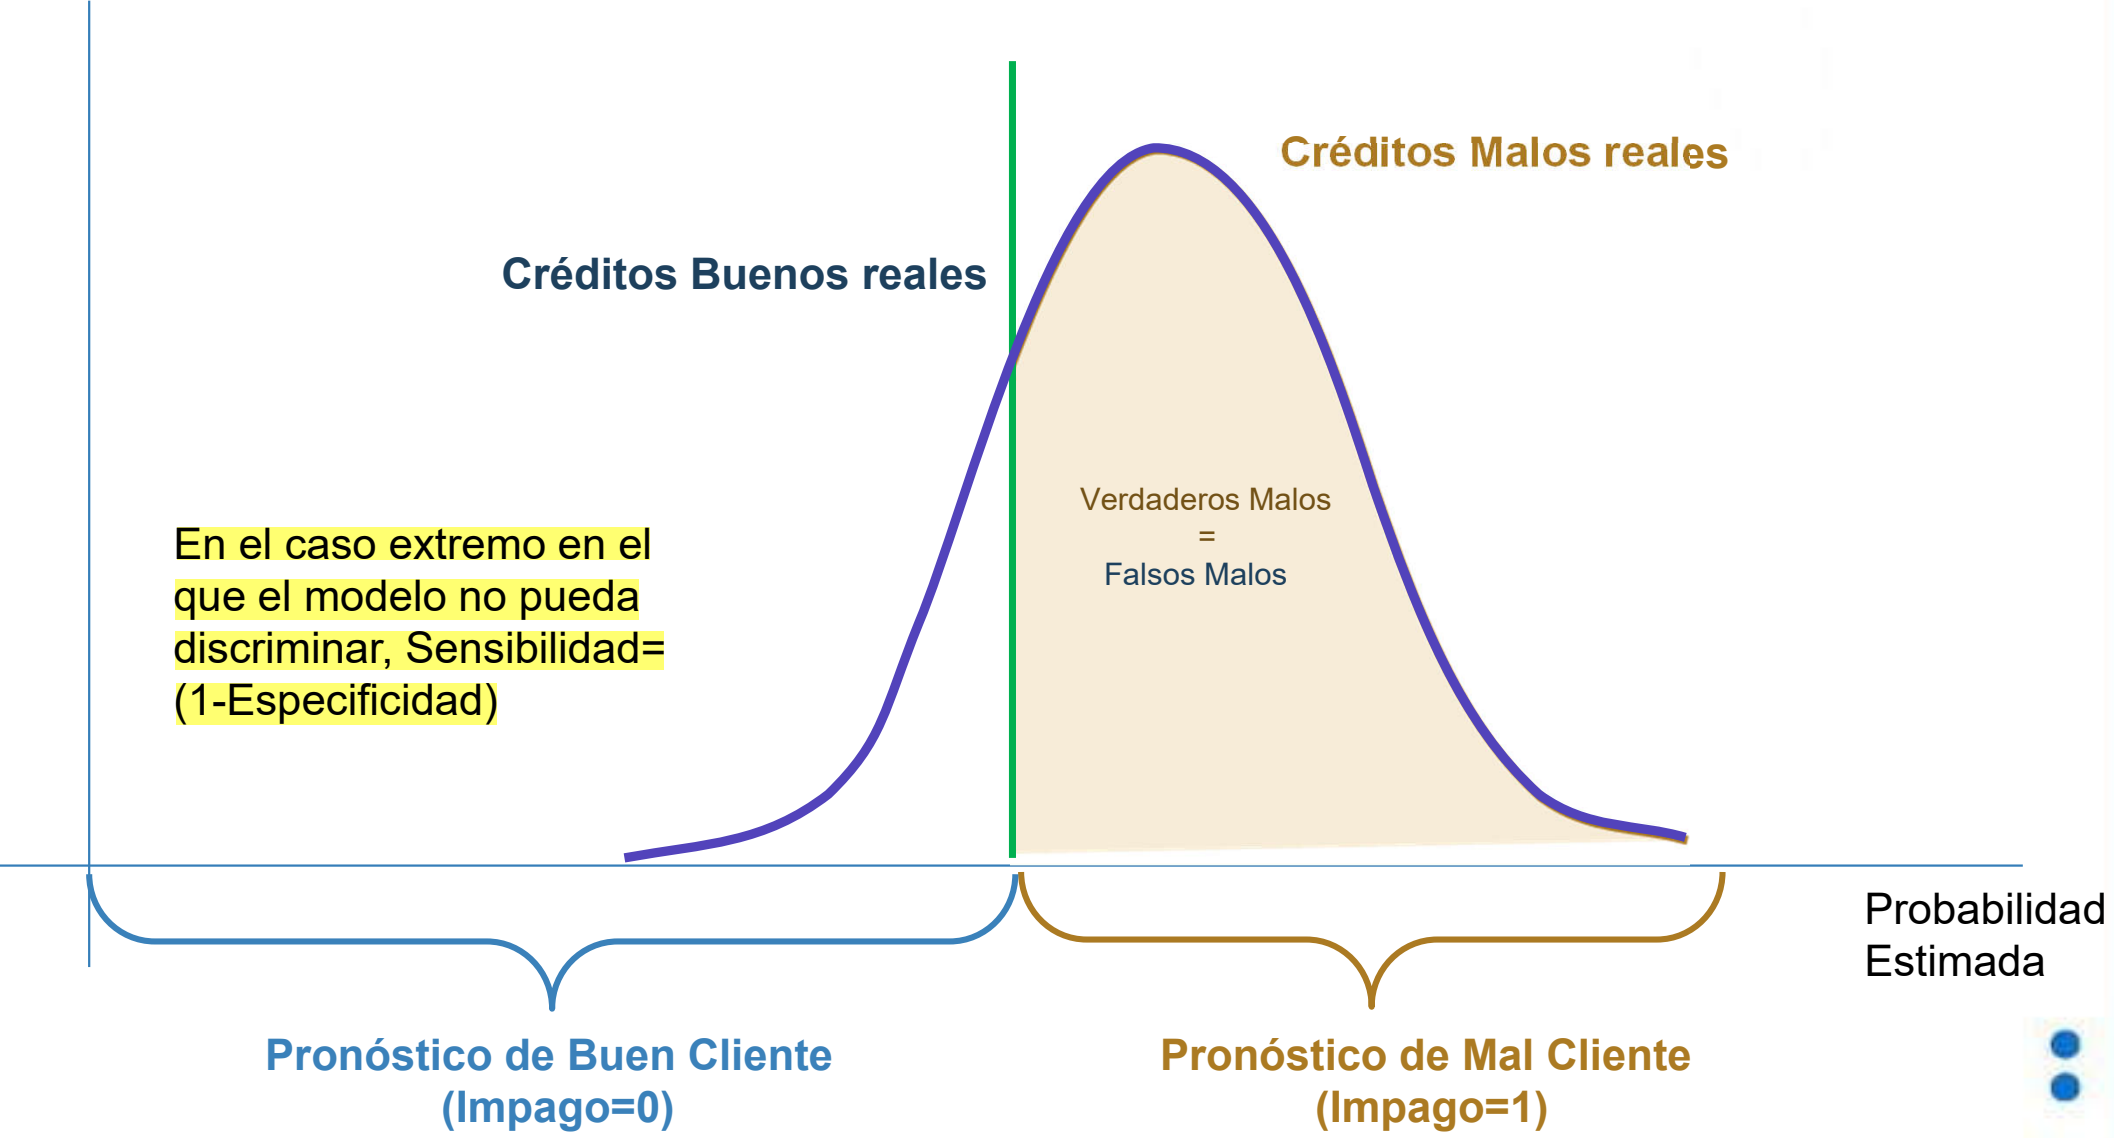 Créditos Malos reales
Créditos Buenos reales
Verdaderos Malos
=
Falsos Malos
En el caso extremo en el
que el modelo no pueda
discriminar, Sensibilidad=
(1-Especificidad)
Probabilidad
Estimada
Pronóstico de Buen Cliente
(Impago=0)
Pronóstico de Mal Cliente
(Impago=1)